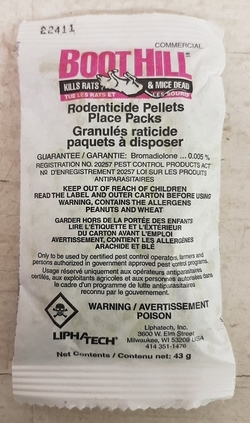 22411
COMMERCIAL
BOOT HILL
KILLS RATS & MICE DEAD
TUE LES RATS ET LES SOURIS
Rodenticide Pellets
Place Packs
Granulés raticide
paquets à disposer
GUARANTEE / GARANTIE: Bromadiolone ... 0.005 %
REGISTRATION NO. 20257 PEST CONTROL PRODUCTS ACT
Nº D'ENREGISTREMENT 20257 LOI SUR LES PRODUITS
ANTIPARASITAIRES
KEEP OUT OF REACH OF CHILDREN
READ THE LABEL AND OUTER CARTON BEFORE USING
WARNING, CONTAINS THE ALLERGENS
PEANUTS AND WHEAT
GARDER HORS DE LA PORTÉE DES ENFANTS
LIRE L'ÉTIQUETTE ET L'EXTÉRIEUR
DU CARTON AVANT L'EMPLOI
AVERTISSEMENT, CONTIENT LES ALLERGÈNES
ARACHIDE ET BLÉ
Only to be used by certified pest control operators, farmers and
persons authorized in government approved pest control programs.
Usage réservé uniquement aux opérateurs antiparasitaires
certifiés, aux exploitants agricoles et aux personnes autorisées dans
le cadre d'un programme de lutte antiparasitaires
reconnu par le gouvernement.
WARNING / AVERTISSEMENT
POISON
LIPHATECH
Liphatech, Inc.
3600 W. Elm Street
Milwaukee, WI 53209 USA
414 351-1476
Net Contents / Contenu net: 43 g